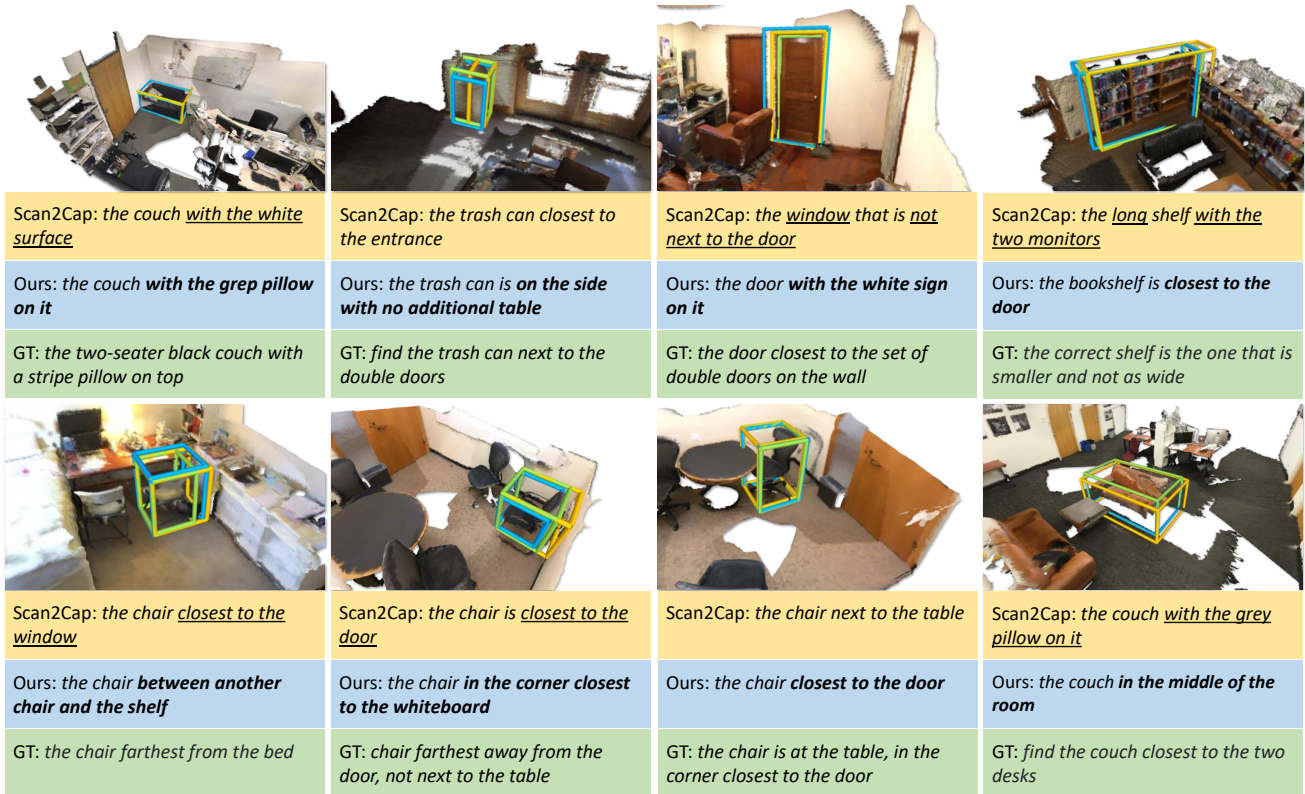 Scan2Cap: the couch with the white
surface
Ours: the couch with the grep pillow
on it
GT: the two-seater black couch with
a stripe pillow on top
Scan2Cap: the trash can closest to
the entrance
Ours: the trash can is on the side
with no additional table
GT: find the trash can next to the
double doors
Scan2Cap: the window that is not
next to the door
Ours: the door with the white sign
on it
GT: the door closest to the set of
double doors on the wall
Scan2Cap: the long shelf with the
two monitors
Ours: the bookshelf is closest to the
door
GT: the correct shelf is the one that is
smaller and not as wide
Scan2Cap: the chair closest to the
window
Ours: the chair between another
chair and the shelf
GT: the chair farthest from the bed
Scan2Cap: the chair is closest to the
door
Ours: the chair in the corner closest
to the whiteboard
GT: chair farthest away from the
door, not next to the table
Scan2Cap: the chair next to the table
Ours: the chair closest to the door
GT: the chair is at the table, in the
corner closest to the door
Scan2Cap: the couch with the grey
pillow on it
Ours: the couch in the middle of the
room
GT: find the couch closest to the two
desks